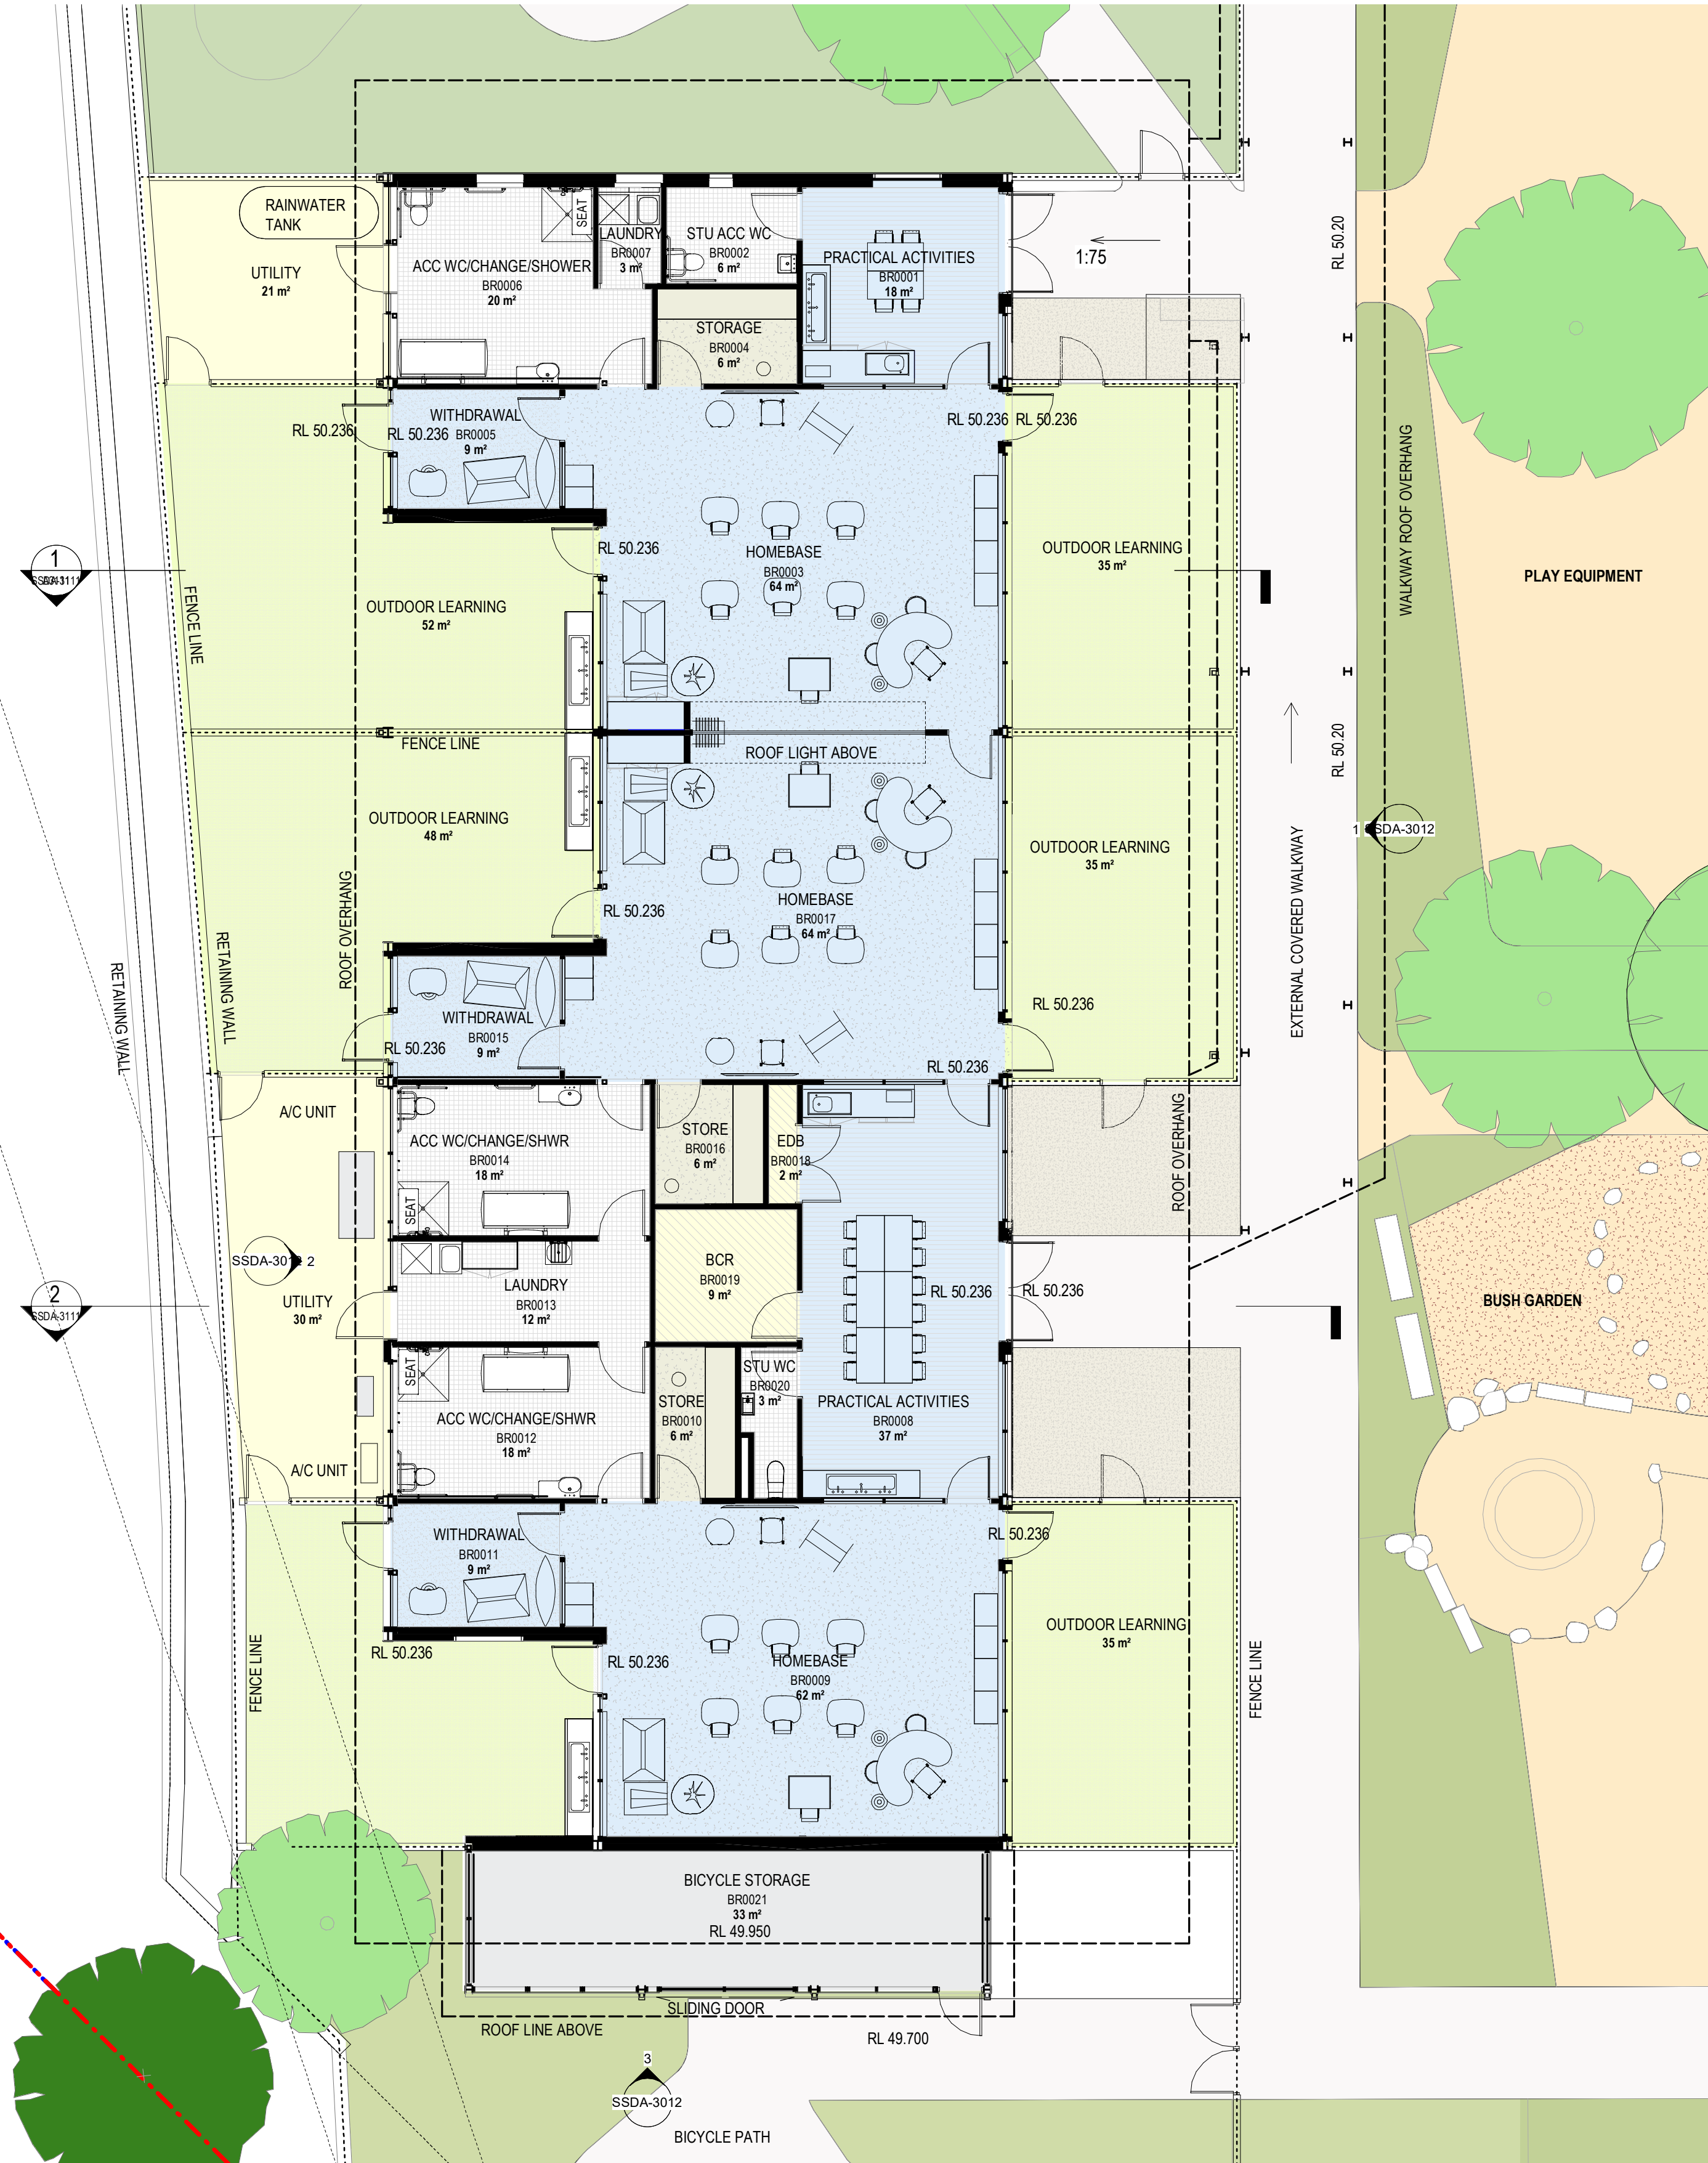 RAINWATER
TANK
UTILITY
21 m²
ACC WC/CHANGE/SHOWER
BR0006
20 m²
SEAT
LAUNDRY
BR0007
3 m²
STU ACC WC
BR0002
6 m²
PRACTICAL ACTIVITIES
BR0001
18 m²
1:75
RL 50.20
STORAGE
BR0004
6 m²
WITHDRAWAL
BR0005
9 m²
RL 50.236
RL 50.236
RL 50.236
RL 50.236
WALKWAY ROOF OVERHANG
PLAY EQUIPMENT
1
FENCE LINE
OUTDOOR LEARNING
52 m²
RL 50.236
HOMEBASE
BR0003
64 m²
OUTDOOR LEARNING
35 m²
RL 50.20
FENCE LINE
ROOF LIGHT ABOVE
OUTDOOR LEARNING
48 m²
ROOF OVERHANG
RETAINING WALL
RETAINING WALL
RL 50.236
HOMEBASE
BR0017
64 m²
OUTDOOR LEARNING
35 m²
EXTERNAL COVERED WALKWAY
1
SSDA-3012
WITHDRAWAL
BR0015
9 m²
RL 50.236
RL 50.236
RL 50.236
A/C UNIT
ACC WC/CHANGE/SHWR
BR0014
18 m²
SEAT
STORE
BR0016
6 m²
EDB
BR0018
2 m²
ROOF OVERHANG
SSDA-3012
2
UTILITY
30 m²
2
SSDA-3111
LAUNDRY
BR0013
12 m²
BCR
BR0019
9 m²
RL 50.236
RL 50.236
BUSH GARDEN
SEAT
ACC WC/CHANGE/SHWR
BR0012
18 m²
STORE
BR0010
6 m²
STU WC
BR0020
3 m²
PRACTICAL ACTIVITIES
BR0008
37 m²
A/C UNIT
WITHDRAWAL
BR0011
9 m²
RL 50.236
RL 50.236
FENCE LINE
RL 50.236
HOMEBASE
BR0009
62 m²
OUTDOOR LEARNING
35 m²
FENCE LINE
BICYCLE STORAGE
BR0021
33 m²
RL 49.950
SLIDING DOOR
ROOF LINE ABOVE
RL 49.700
3
SSDA-3012
BICYCLE PATH